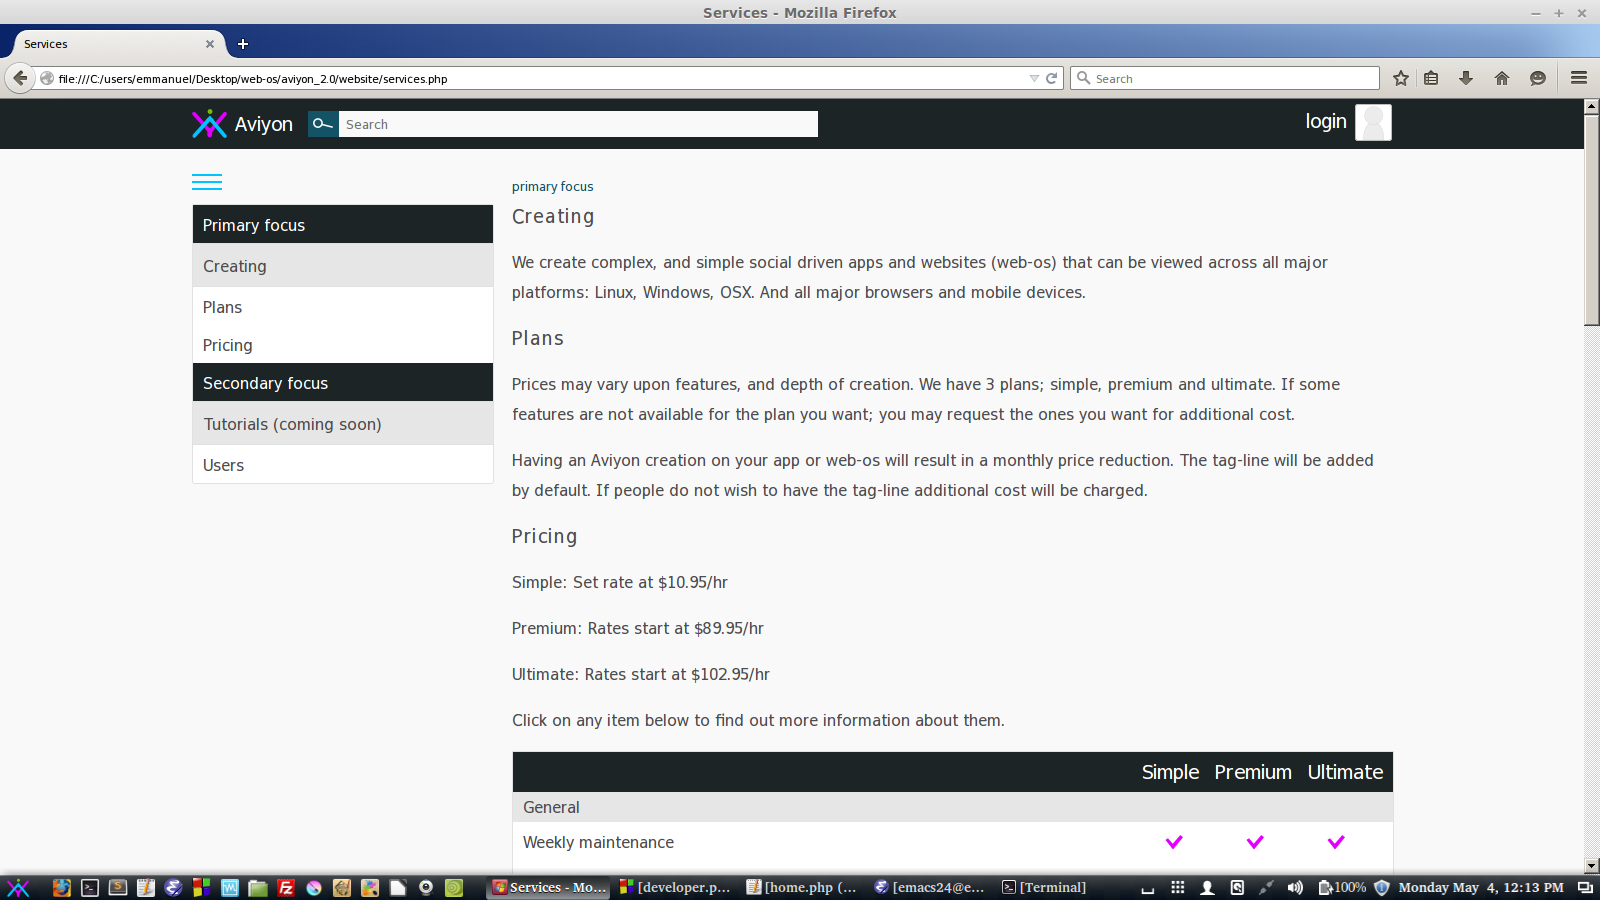 Services - Mozilla Firefox
Services
file:///C:/users/emmanuel/Desktop/web-os/aviyon_2.0/website/services.php
Search
Aviyon
Search
login
Primary focus
Creating
Plans
Pricing
Secondary focus
Tutorials (coming soon)
Users
primary focus
Creating
We create complex, and simple social driven apps and websites (web-os) that can be viewed across all major
platforms: Linux, Windows, OSX. And all major browsers and mobile devices.
Plans
Prices may vary upon features, and depth of creation. We have 3 plans; simple, premium and ultimate. If some
features are not available for the plan you want; you may request the ones you want for additional cost.
Having an Aviyon creation on your app or web-os will result in a monthly price reduction. The tag-line will be added
by default. If people do not wish to have the tag-line additional cost will be charged.
Pricing
Simple: Set rate at $10.95/hr
Premium: Rates start at $89.95/hr
Ultimate: Rates start at $102.95/hr
Click on any item below to find out more information about them.
Simple Premium Ultimate
General
Weekly maintenance
Services - Mo... [developer.p... [home.php (... [emacs24@e... [Terminal] 100% Monday May 4, 12:13 PM